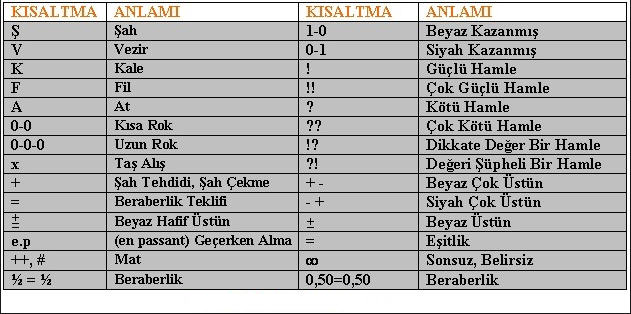 KISALTMA ANLAMI KISALTMA ANLAMI
Ş Şah 1-0 Beyaz Kazanmış
V Vezir 0-1 Siyah Kazanmış
K Kale ! Güçlü Hamle
F Fil !! Çok Güçlü Hamle
A At ? Kötü Hamle
0-0 Kısa Rok ?? Çok Kötü Hamle
0-0-0 Uzun Rok !? Dikkate Değer Bir Hamle
x Taş Alış ?! Değeri Şüpheli Bir Hamle
+ Şah Tehdidi, Şah Çekme + - Beyaz Çok Üstün
= Beraberlik Teklifi - + Siyah Çok Üstün
⩲ Beyaz Hafif Üstün ± Beyaz Üstün
e.p (en passant) Geçerken Alma = Eşitlik
++, # Mat ∞ Sonsuz, Belirsiz
½ = ½ Beraberlik 0,50=0,50 Beraberlik